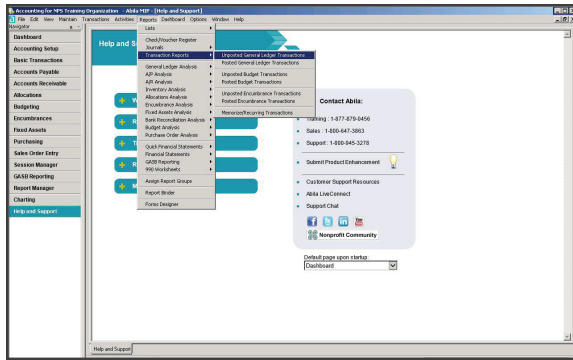 Accounting for NPS Training Organization - Abila MIP - [Help and Support]
File Edit View Maintain Transactions Activities Reports Dashboard Options Window Help
Navigator
Dashboard
Accounting Setup
Basic Transactions
Accounts Payable
Accounts Receivable
Allocations
Budgeting
Encumbrances
Fixed Assets
Purchasing
Sales Order Entry
Session Manager
GASB Reporting
Report Manager
Charting
Help and Support
Help and S
Lists
Check/Voucher Register
Journals
Transaction Reports
General Ledger Analysis
A/P Analysis
A/R Analysis
Inventory Analysis
Allocations Analysis
Encumbrance Analysis
Fixed Assets Analysis
Bank Reconciliation Analysis
Budget Analysis
Purchase Order Analysis
Quick Financial Statements
Financial Statements
GASB Reporting
990 Worksheets
Assign Report Groups
Report Binder
Forms Designer
Unposted General Ledger Transactions
Posted General Ledger Transactions
Unposted Budget Transactions
Posted Budget Transactions
Unposted Encumbrance Transactions
Posted Encumbrance Transactions
Memorize/Recurring Transactions
W
R
T
R
M
Contact Abila:
Training : 1-877-879-0456
Sales : 1-800-647-3863
Support : 1-800-945-3278
Submit Product Enhancement
Customer Support Resources
Abila LiveConnect
Support Chat
Nonprofit Community
Default page upon startup:
Dashboard
Help and Support